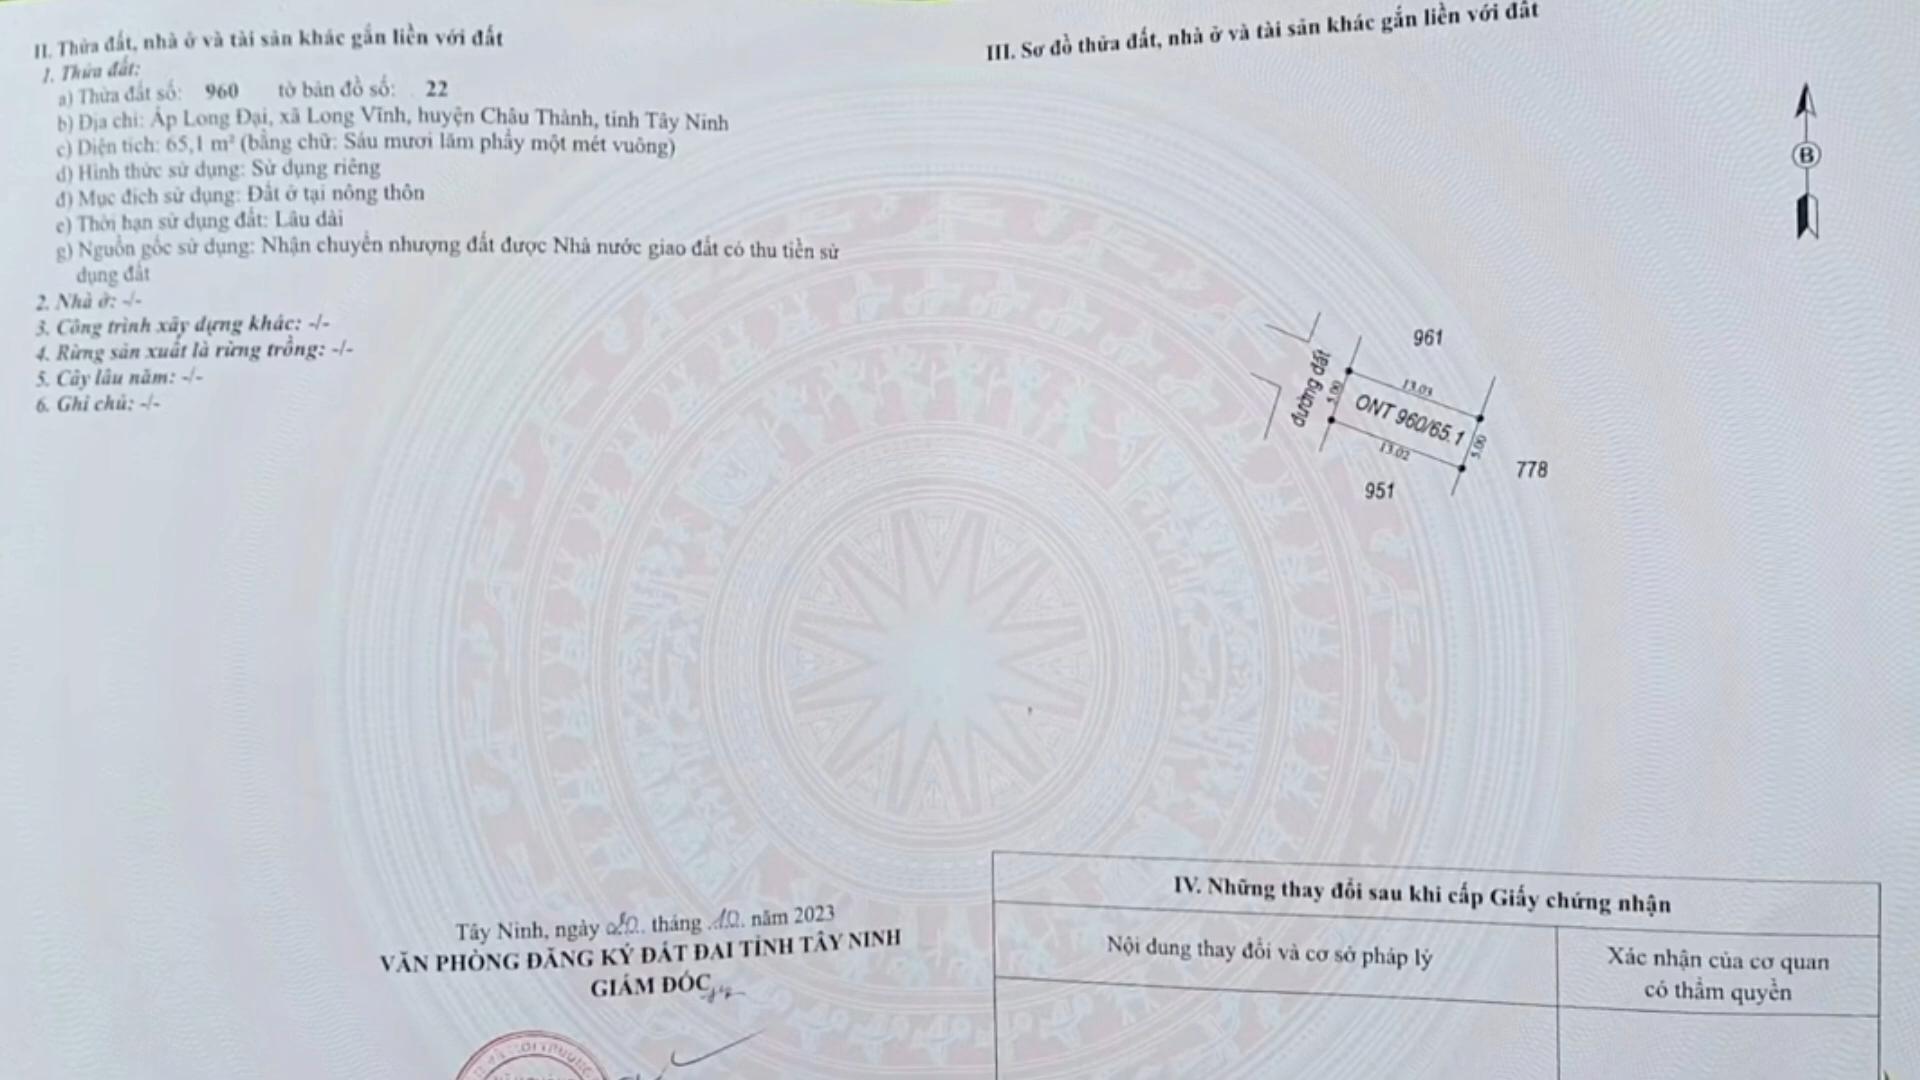 II. Thửa đất, nhà ở và tài sản khác gắn liền với đất
1. Thửa đất:
a) Thửa đất số: 960 tờ bản đồ số: 22
b) Địa chỉ: Ấp Long Đại, xã Long Vĩnh, huyện Châu Thành, tỉnh Tây Ninh
c) Diện tích: 65,1 m² (bằng chữ: Sáu mươi lăm phẩy một mét vuông)
d) Hình thức sử dụng: Sử dụng riêng
đ) Mục đích sử dụng: Đất ở tại nông thôn
e) Thời hạn sử dụng đất: Lâu dài
g) Nguồn gốc sử dụng: Nhận chuyển nhượng đất được Nhà nước giao đất có thu tiền sử
dụng đất
2. Nhà ở: -/-
3. Công trình xây dựng khác: -/-
4. Rừng sản xuất là rừng trồng: -/-
5. Cây lâu năm: -/-
6. Ghi chú: -/-
Tây Ninh, ngày 20 tháng 10 năm 2023
VĂN PHÒNG ĐĂNG KÝ ĐẤT ĐAI TỈNH TÂY NINH
GIÁM ĐỐC
III. Sơ đồ thửa đất, nhà ở và tài sản khác gắn liền với đất
B
961
đường đất
5.00
13.03
ONT 960/65.1
13.02
5.00
778
951
IV. Những thay đổi sau khi cấp Giấy chứng nhận
Nội dung thay đổi và cơ sở pháp lý
Xác nhận của cơ quan
có thẩm quyền